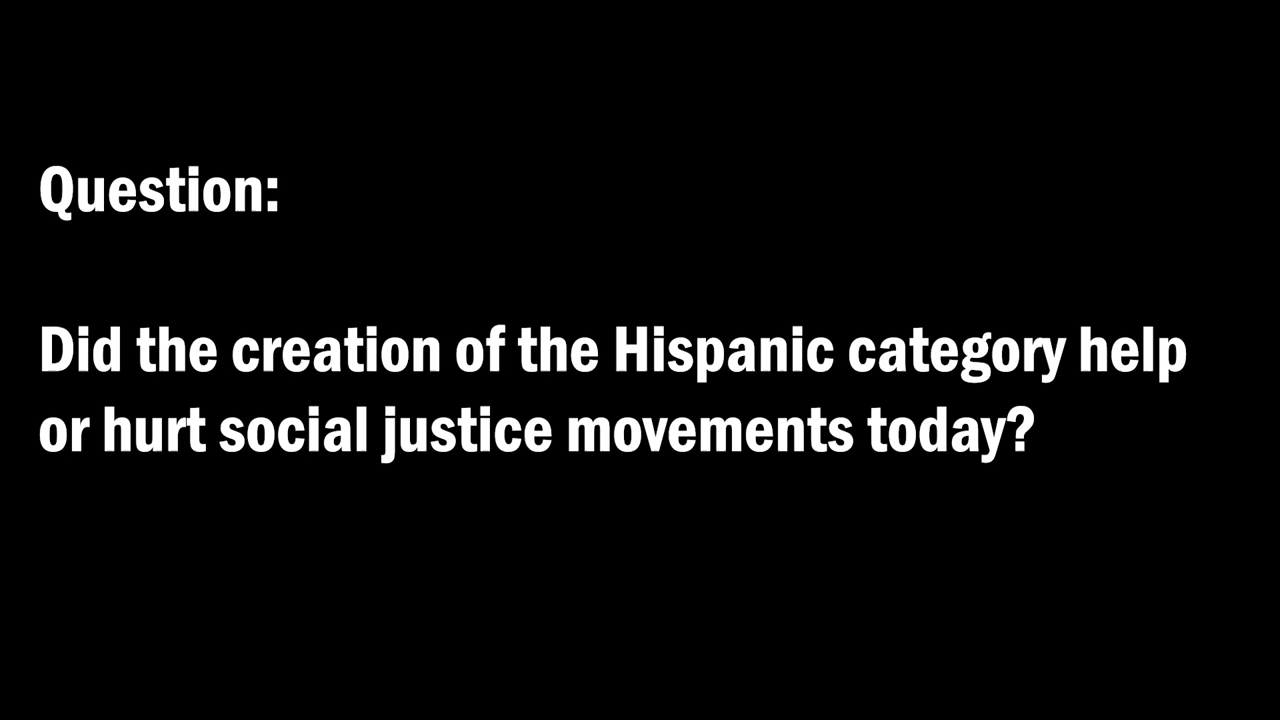 Question:
Did the creation of the Hispanic category help
or hurt social justice movements today?